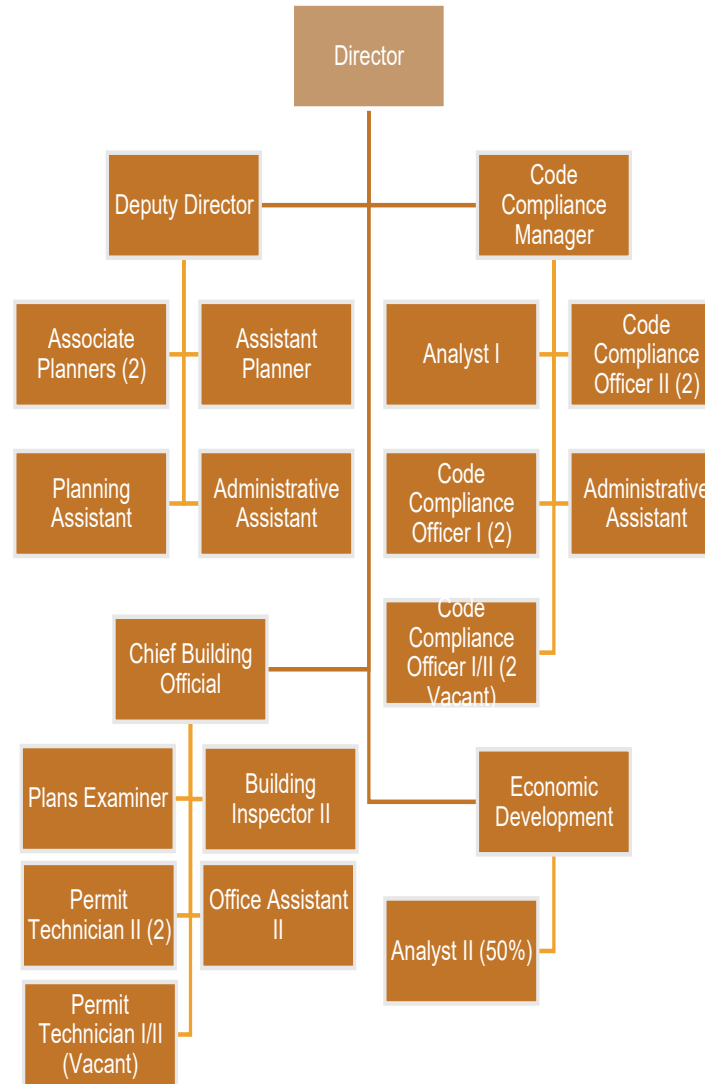 Director
Deputy Director
Code
Compliance
Manager
Associate
Planners (2)
Assistant
Planner
Analyst I
Code
Compliance
Officer II (2)
Planning
Assistant
Administrative
Assistant
Code
Compliance
Officer I (2)
Administrative
Assistant
Chief Building
Official
Code
Compliance
Officer I/II (2
Vacant)
Plans Examiner
Building
Inspector II
Economic
Development
Permit
Technician II (2)
Office Assistant
II
Analyst II (50%)
Permit
Technician I/II
(Vacant)